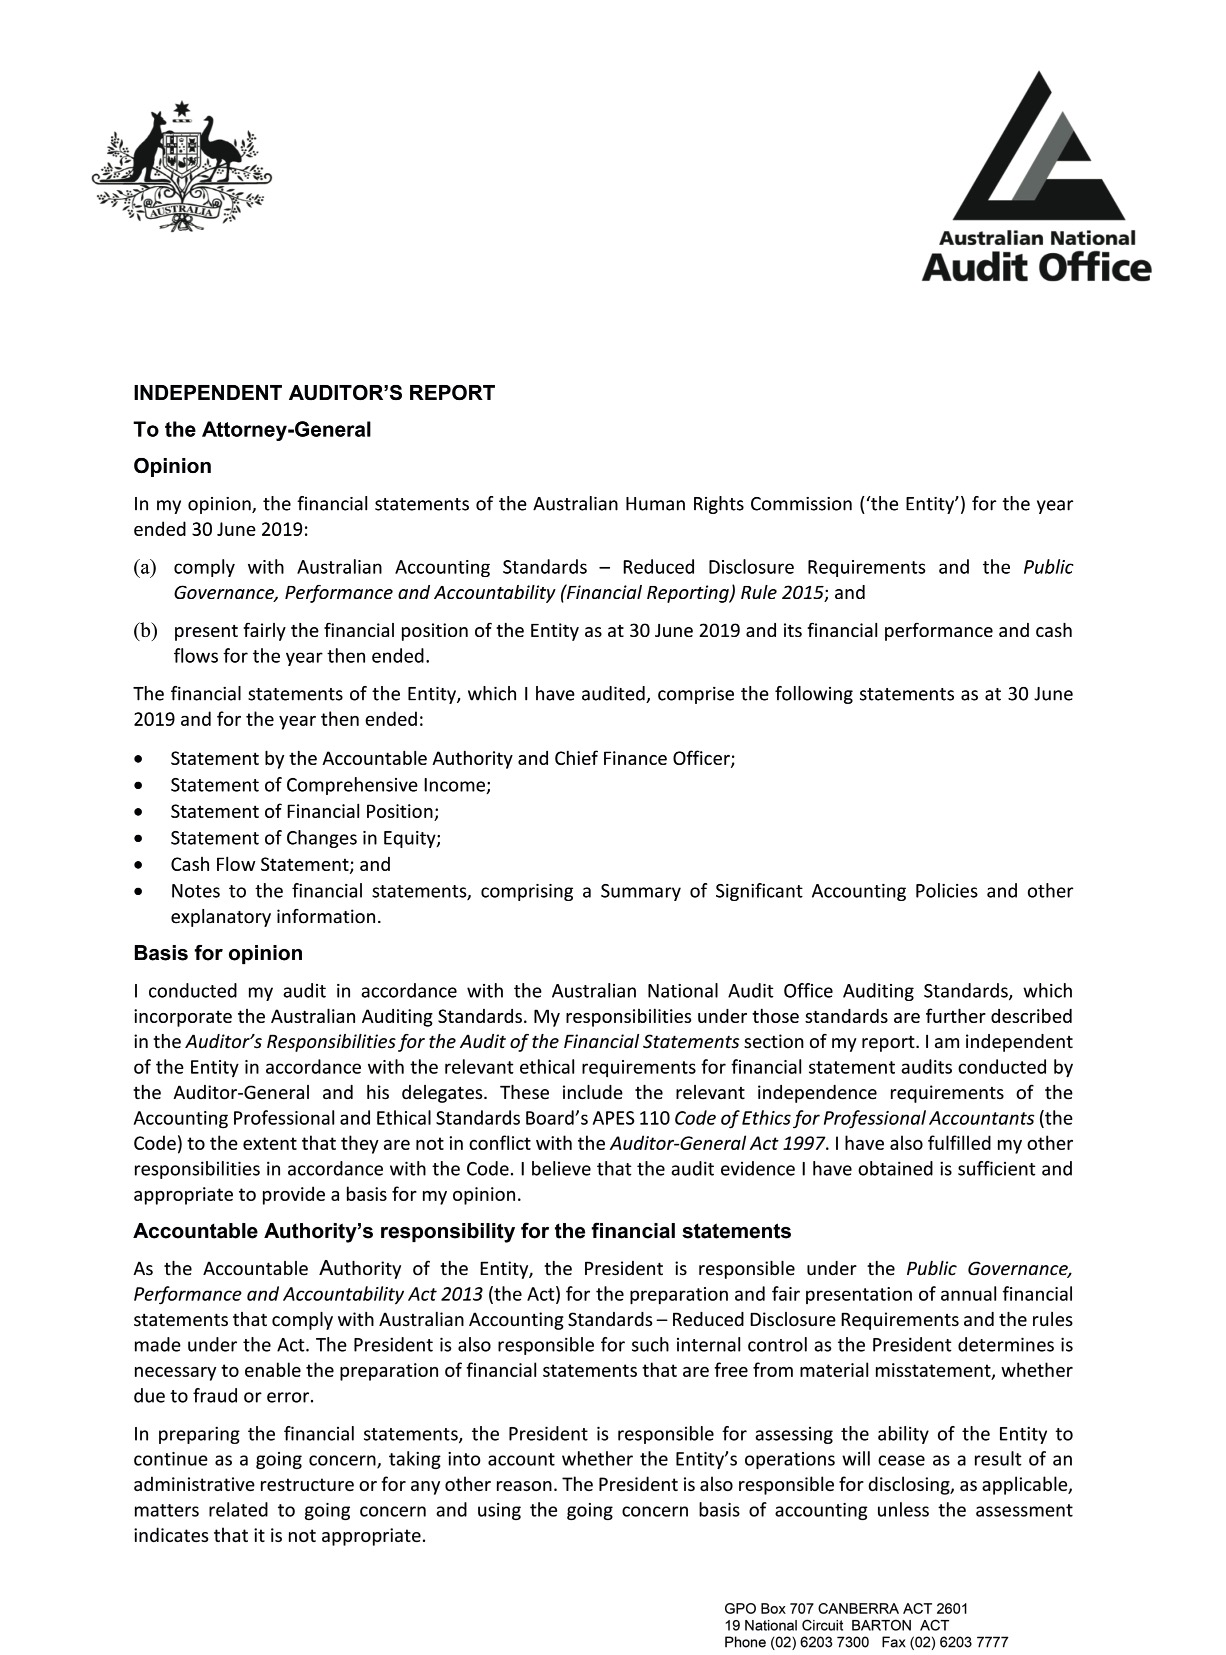 AUSTRALIA
Australian National
Audit Office
INDEPENDENT AUDITOR’S REPORT
To the Attorney-General
Opinion
In my opinion, the financial statements of the Australian Human Rights Commission (‘the Entity’) for the year
ended 30 June 2019:
(a) comply with Australian Accounting Standards – Reduced Disclosure Requirements and the Public
Governance, Performance and Accountability (Financial Reporting) Rule 2015; and
(b) present fairly the financial position of the Entity as at 30 June 2019 and its financial performance and cash
flows for the year then ended.
The financial statements of the Entity, which I have audited, comprise the following statements as at 30 June
2019 and for the year then ended:
• Statement by the Accountable Authority and Chief Finance Officer;
• Statement of Comprehensive Income;
• Statement of Financial Position;
• Statement of Changes in Equity;
• Cash Flow Statement; and
• Notes to the financial statements, comprising a Summary of Significant Accounting Policies and other
explanatory information.
Basis for opinion
I conducted my audit in accordance with the Australian National Audit Office Auditing Standards, which
incorporate the Australian Auditing Standards. My responsibilities under those standards are further described
in the Auditor’s Responsibilities for the Audit of the Financial Statements section of my report. I am independent
of the Entity in accordance with the relevant ethical requirements for financial statement audits conducted by
the Auditor-General and his delegates. These include the relevant independence requirements of the
Accounting Professional and Ethical Standards Board’s APES 110 Code of Ethics for Professional Accountants (the
Code) to the extent that they are not in conflict with the Auditor-General Act 1997. I have also fulfilled my other
responsibilities in accordance with the Code. I believe that the audit evidence I have obtained is sufficient and
appropriate to provide a basis for my opinion.
Accountable Authority’s responsibility for the financial statements
As the Accountable Authority of the Entity, the President is responsible under the Public Governance,
Performance and Accountability Act 2013 (the Act) for the preparation and fair presentation of annual financial
statements that comply with Australian Accounting Standards – Reduced Disclosure Requirements and the rules
made under the Act. The President is also responsible for such internal control as the President determines is
necessary to enable the preparation of financial statements that are free from material misstatement, whether
due to fraud or error.
In preparing the financial statements, the President is responsible for assessing the ability of the Entity to
continue as a going concern, taking into account whether the Entity’s operations will cease as a result of an
administrative restructure or for any other reason. The President is also responsible for disclosing, as applicable,
matters related to going concern and using the going concern basis of accounting unless the assessment
indicates that it is not appropriate.
GPO Box 707 CANBERRA ACT 2601
19 National Circuit BARTON ACT
Phone (02) 6203 7300 Fax (02) 6203 7777